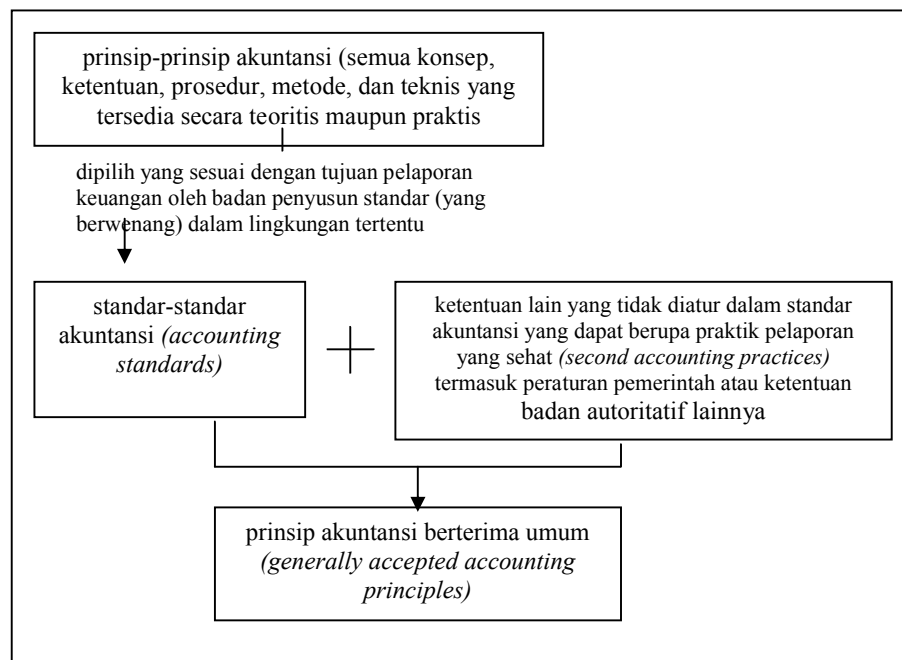 prinsip-prinsip akuntansi (semua konsep,
ketentuan, prosedur, metode, dan teknis yang
tersedia secara teoritis maupun praktis
dipilih yang sesuai dengan tujuan pelaporan
keuangan oleh badan penyusun standar (yang
berwenang) dalam lingkungan tertentu
standar-standar
akuntansi (accounting
standards)
ketentuan lain yang tidak diatur dalam standar
akuntansi yang dapat berupa praktik pelaporan
yang sehat (second accounting practices)
termasuk peraturan pemerintah atau ketentuan
badan autoritatif lainnya
prinsip akuntansi berterima umum
(generally accepted accounting
principles)